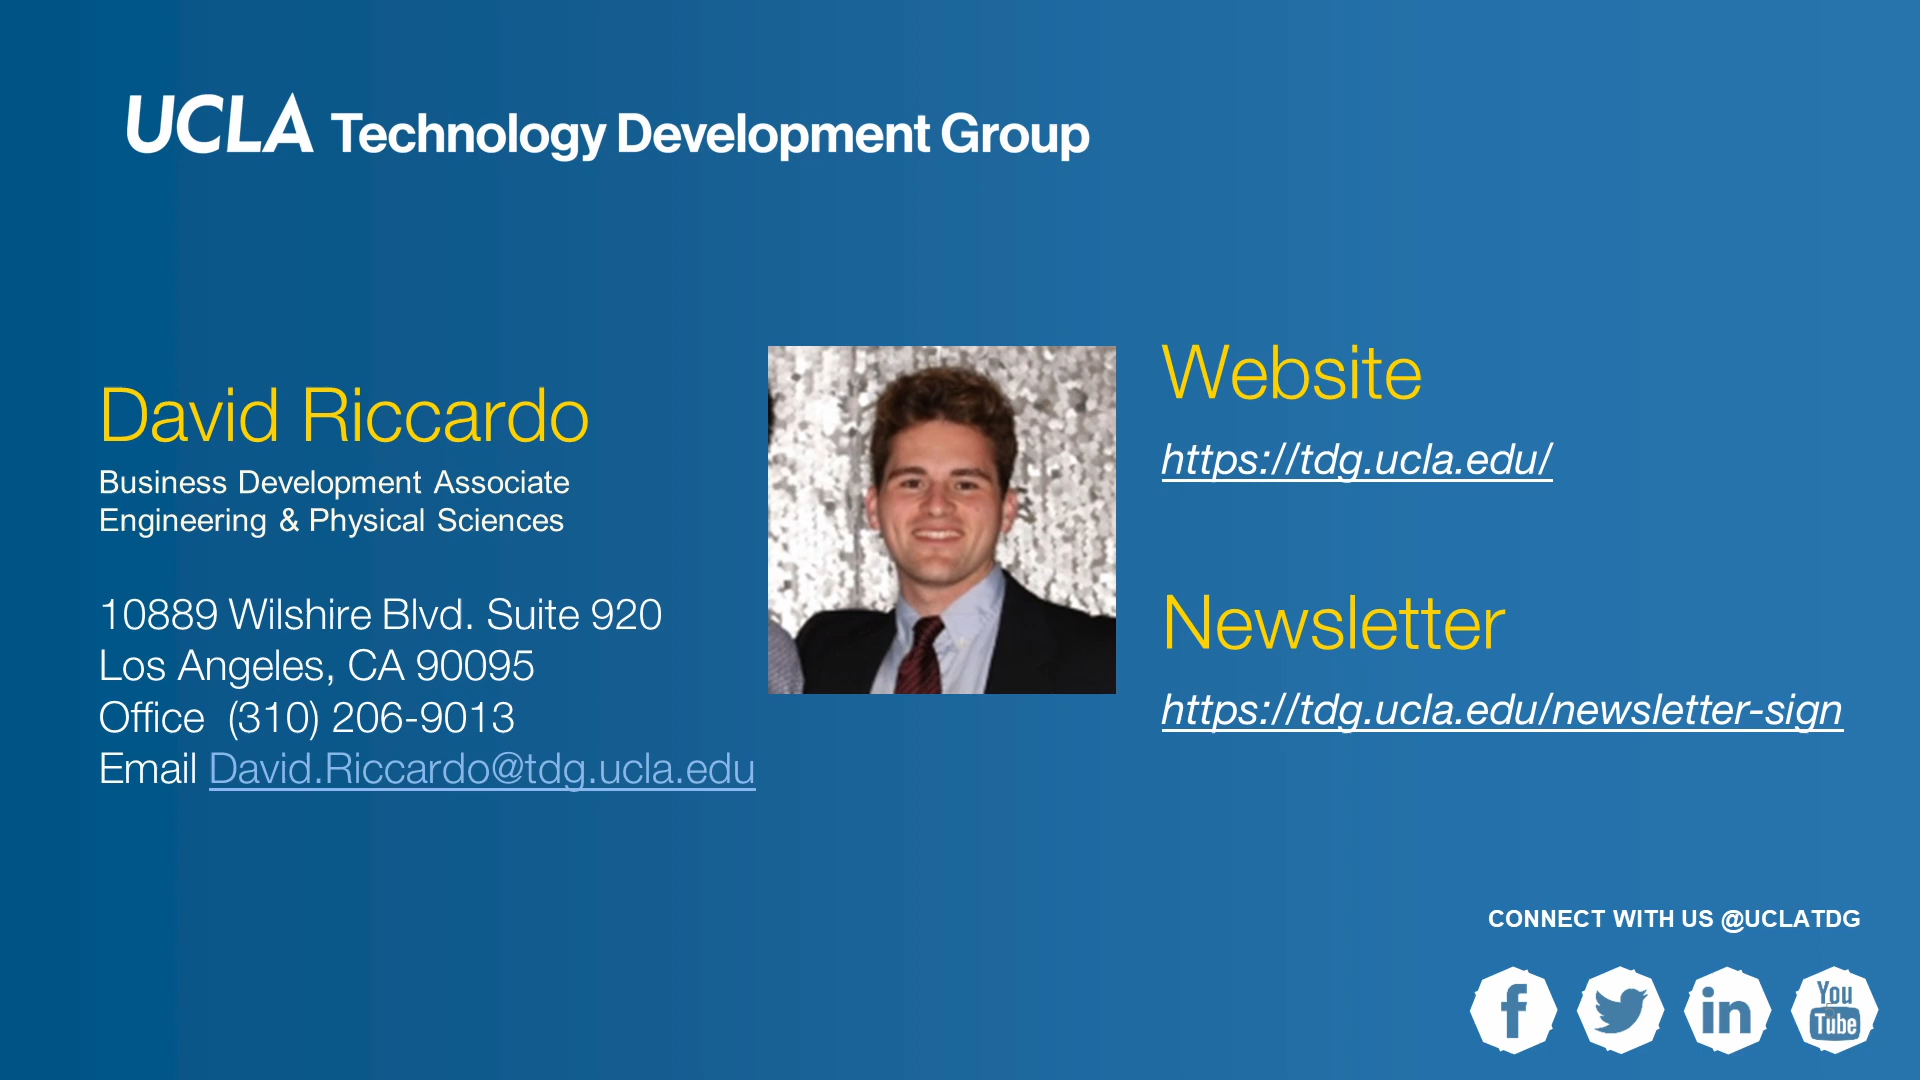 UCLA Technology Development Group
David Riccardo
Business Development Associate
Engineering & Physical Sciences
10889 Wilshire Blvd. Suite 920
Los Angeles, CA 90095
Office (310) 206-9013
Email David.Riccardo@tdg.ucla.edu
Website
https://tdg.ucla.edu/
Newsletter
https://tdg.ucla.edu/newsletter-sign
CONNECT WITH US @UCLATDG
f
in
You
Tube